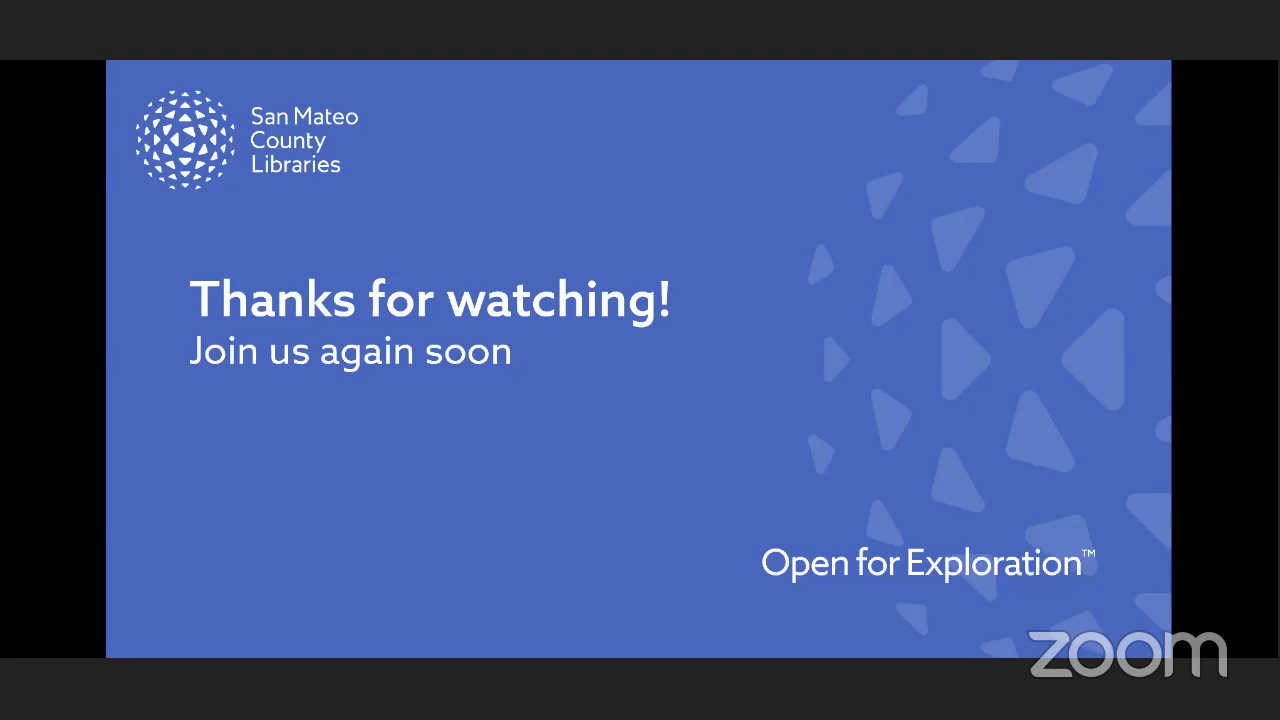 San Mateo
County
Libraries
Thanks for watching!
Join us again soon
Open for Exploration™
zoom